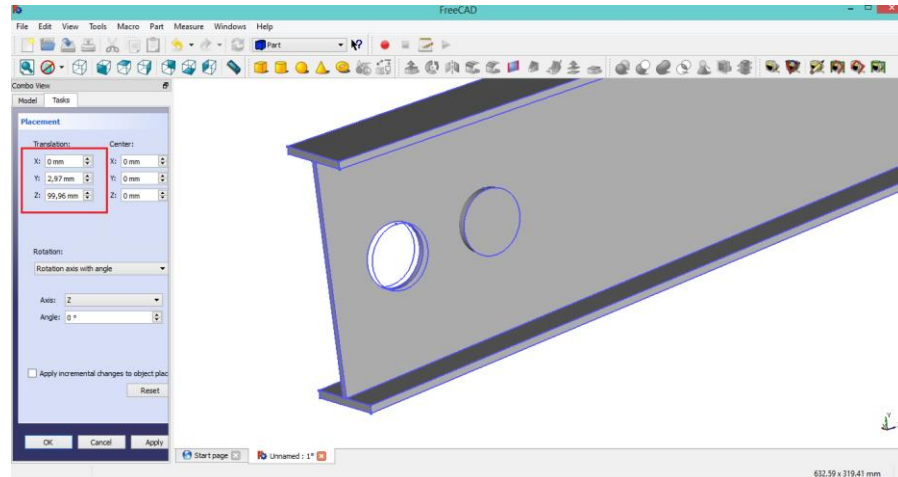 FreeCAD
File Edit View Tools Macro Part Measure Windows Help
Part
Combo View
Model Tasks
Placement
Translation: Center:
X: 0 mm X: 0 mm
Y: 2,97 mm Y: 0 mm
Z: 99,96 mm Z: 0 mm
Rotation:
Rotation axis with angle
Axis: Z
Angle: 0 °
Apply incremental changes to object plac
Reset
OK Cancel Apply
Y
Start page Unnamed : 1*
632.59 x 319.41 mm